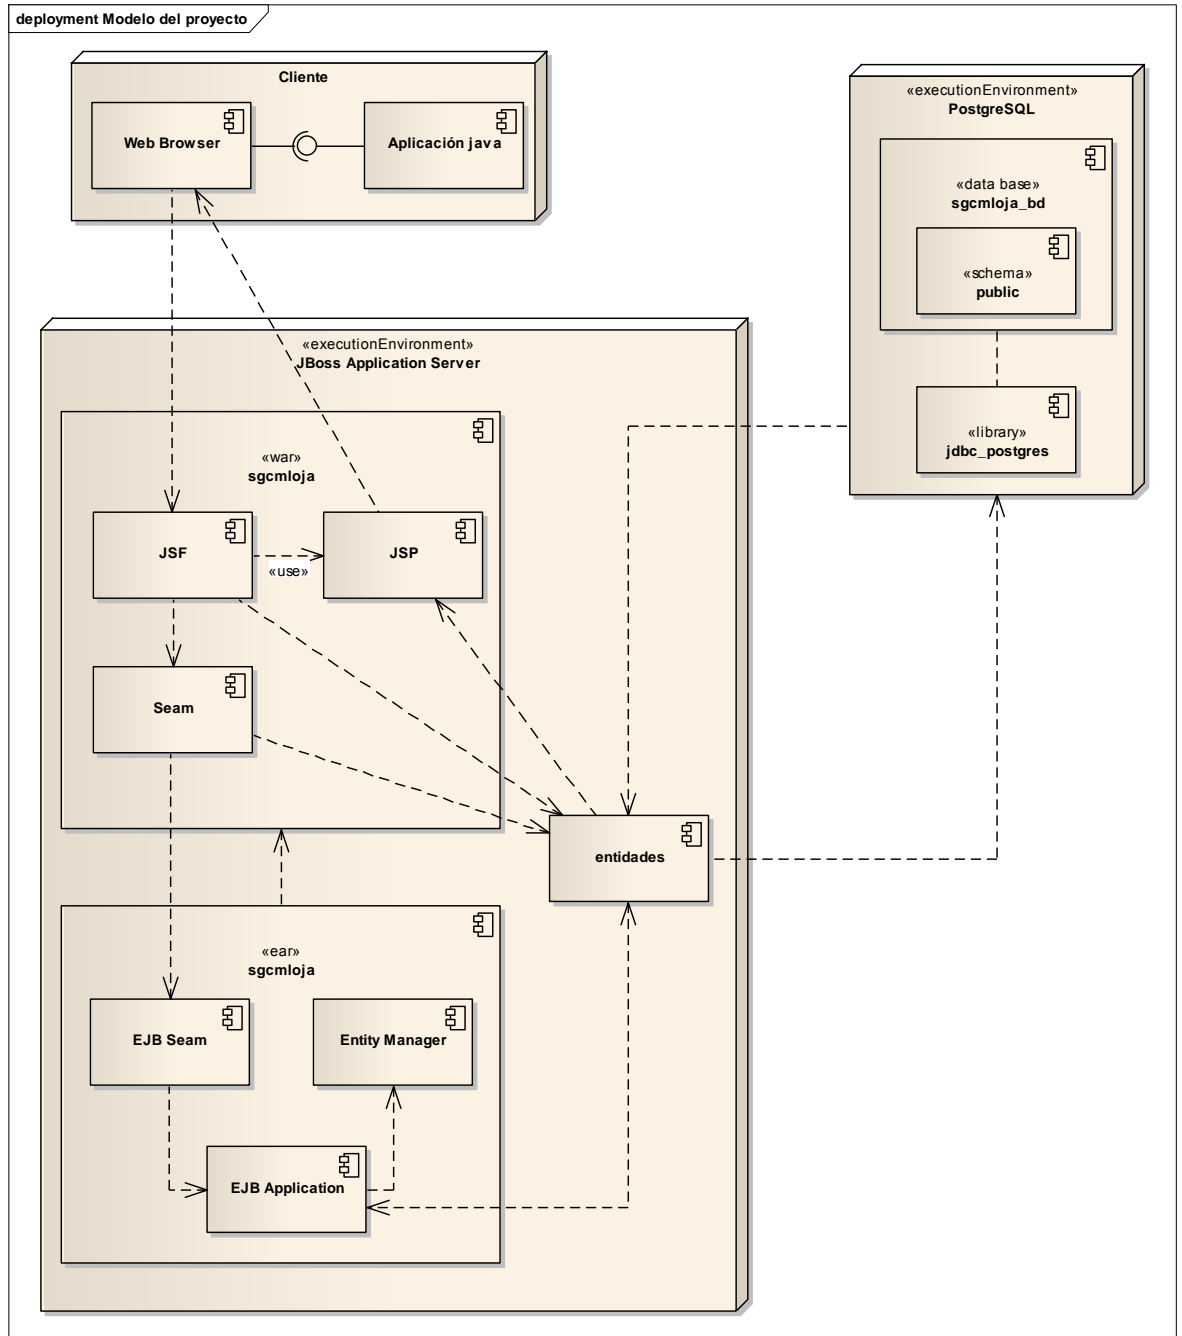 deployment Modelo del proyecto
Cliente
Web Browser
Aplicación java
«executionEnvironment»
PostgreSQL
«data base»
sgcmloja_bd
«schema»
public
«library»
jdbc_postgres
«executionEnvironment»
JBoss Application Server
«war»
sgcmloja
JSF
«use»
JSP
Seam
entidades
«ear»
sgcmloja
EJB Seam
Entity Manager
EJB Application